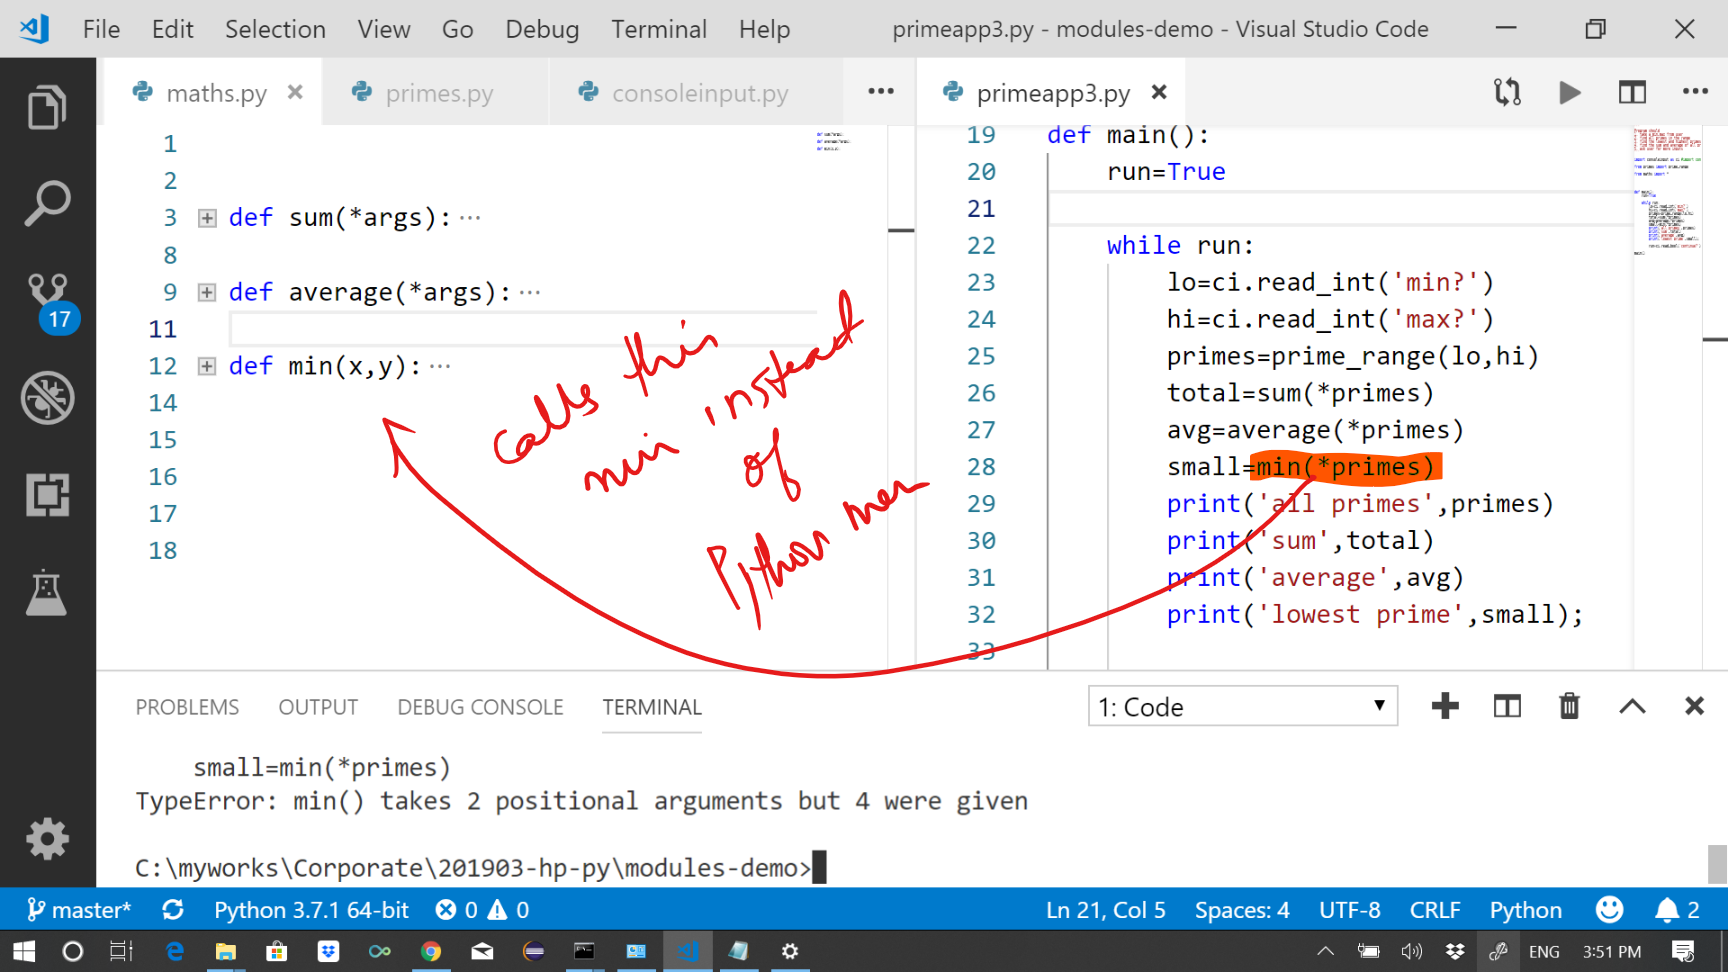 File Edit Selection View Go Debug Terminal Help primeapp3.py - modules-demo - Visual Studio Code
maths.py primes.py consoleinput.py
1
2
3 def sum(*args):...
8
9 def average(*args):...
11
12 def min(x,y):...
14
15
16
17
18
calls this
min instead
of
Python
primeapp3.py
19 def main():
20 run=True
21
22 while run:
23 lo=ci.read_int('min?')
24 hi=ci.read_int('max?')
25 primes=prime_range(lo,hi)
26 total=sum(*primes)
27 avg=average(*primes)
28 small=min(*primes)
29 print('all primes',primes)
30 print('sum',total)
31 print('average',avg)
32 print('lowest prime',small);
33
17
PROBLEMS OUTPUT DEBUG CONSOLE TERMINAL 1: Code
small=min(*primes)
TypeError: min() takes 2 positional arguments but 4 were given
C:\myworks\Corporate\201903-hp-py\modules-demo>
master* Python 3.7.1 64-bit 0 0 Ln 21, Col 5 Spaces: 4 UTF-8 CRLF Python 2
ENG 3:51 PM